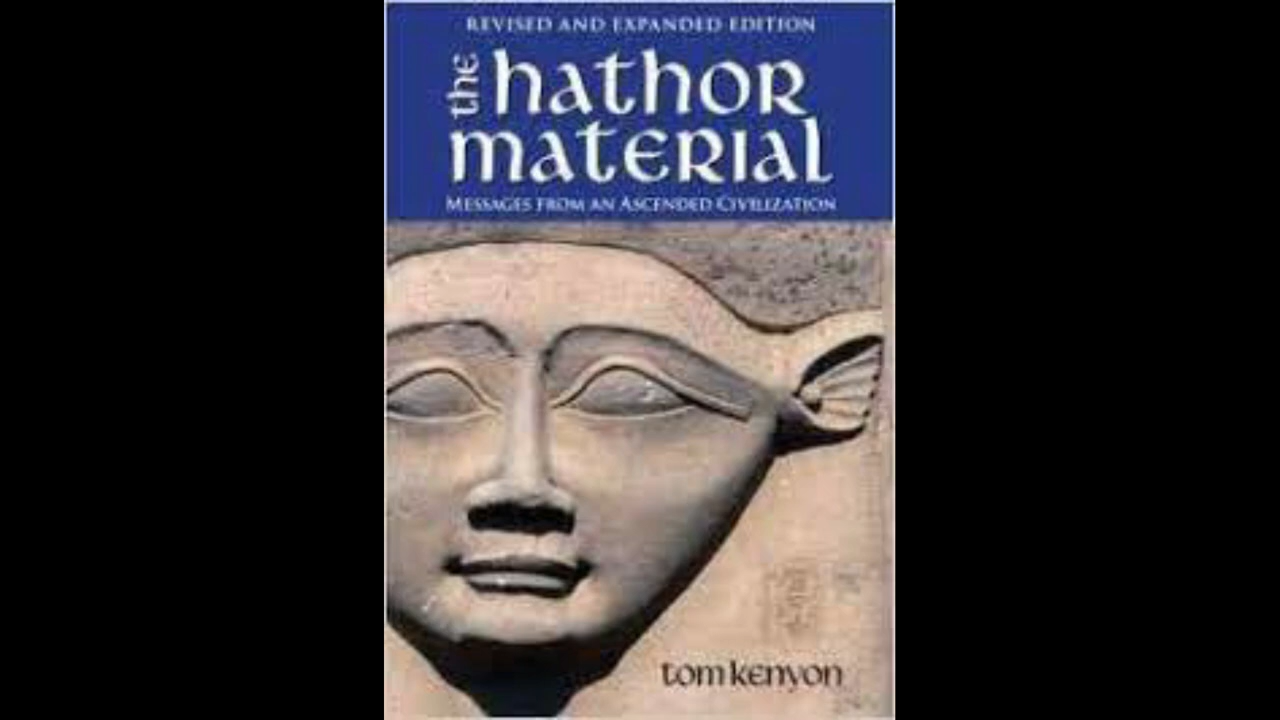 REVISED AND EXPANDED EDITION
the hathor
material
MESSAGES FROM AN ASCENDED CIVILIZATION
tom kenyon